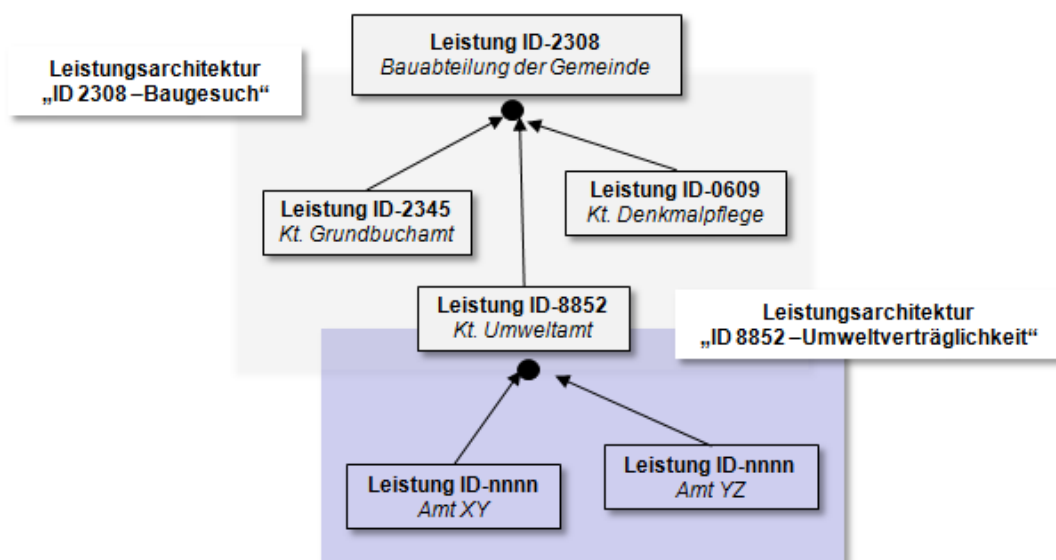 Leistung ID-2308
Bauabteilung der Gemeinde
Leistungsarchitektur
„ID 2308 –Baugesuch“
Leistung ID-2345
Kt. Grundbuchamt
Leistung ID-0609
Kt. Denkmalpflege
Leistung ID-8852
Kt. Umweltamt
Leistungsarchitektur
„ID 8852 –Umweltverträglichkeit“
Leistung ID-nnnn
Amt XY
Leistung ID-nnnn
Amt YZ